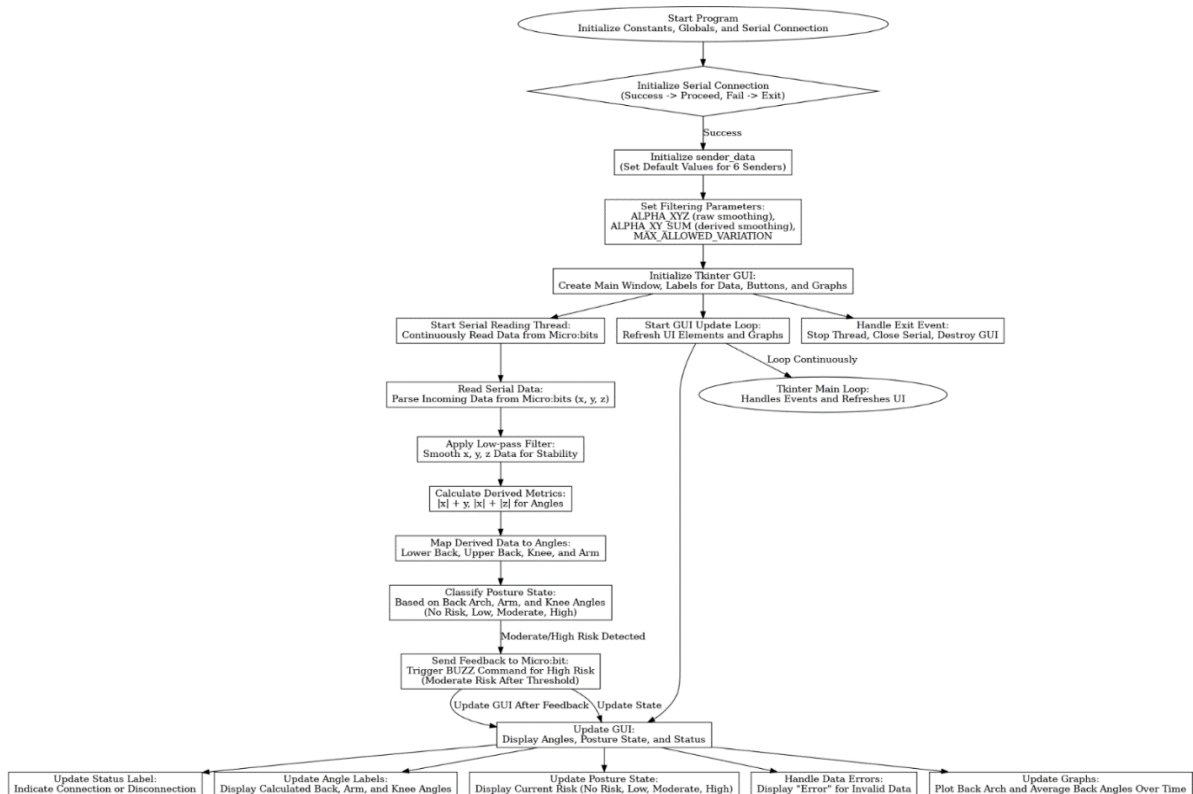 Start Program
Initialize Constants, Globals, and Serial Connection
Initialize Serial Connection
(Success -> Proceed, Fail -> Exit)
Success
Initialize sender_data
(Set Default Values for 6 Senders)
Set Filtering Parameters:
ALPHA_XYZ (raw smoothing),
ALPHA_XY_SUM (derived smoothing),
MAX_ALLOWED_VARIATION
Initialize Tkinter GUI:
Create Main Window, Labels for Data, Buttons, and Graphs
Start Serial Reading Thread:
Continuously Read Data from Micro:bits
Start GUI Update Loop:
Refresh UI Elements and Graphs
Handle Exit Event:
Stop Thread, Close Serial, Destroy GUI
Loop Continuously
Read Serial Data:
Parse Incoming Data from Micro:bits (x, y, z)
Tkinter Main Loop:
Handles Events and Refreshes UI
Apply Low-pass Filter:
Smooth x, y, z Data for Stability
Calculate Derived Metrics:
|x| + y, |x| + |z| for Angles
Map Derived Data to Angles:
Lower Back, Upper Back, Knee, and Arm
Classify Posture State:
Based on Back Arch, Arm, and Knee Angles
(No Risk, Low, Moderate, High)
Moderate/High Risk Detected
Send Feedback to Micro:bit:
Trigger BUZZ Command for High Risk
(Moderate Risk After Threshold)
Update GUI After Feedback
Update State
Update GUI:
Display Angles, Posture State, and Status
Update Status Label:
Indicate Connection or Disconnection
Update Angle Labels:
Display Calculated Back, Arm, and Knee Angles
Update Posture State:
Display Current Risk (No Risk, Low, Moderate, High)
Handle Data Errors:
Display "Error" for Invalid Data
Update Graphs:
Plot Back Arch and Average Back Angles Over Time